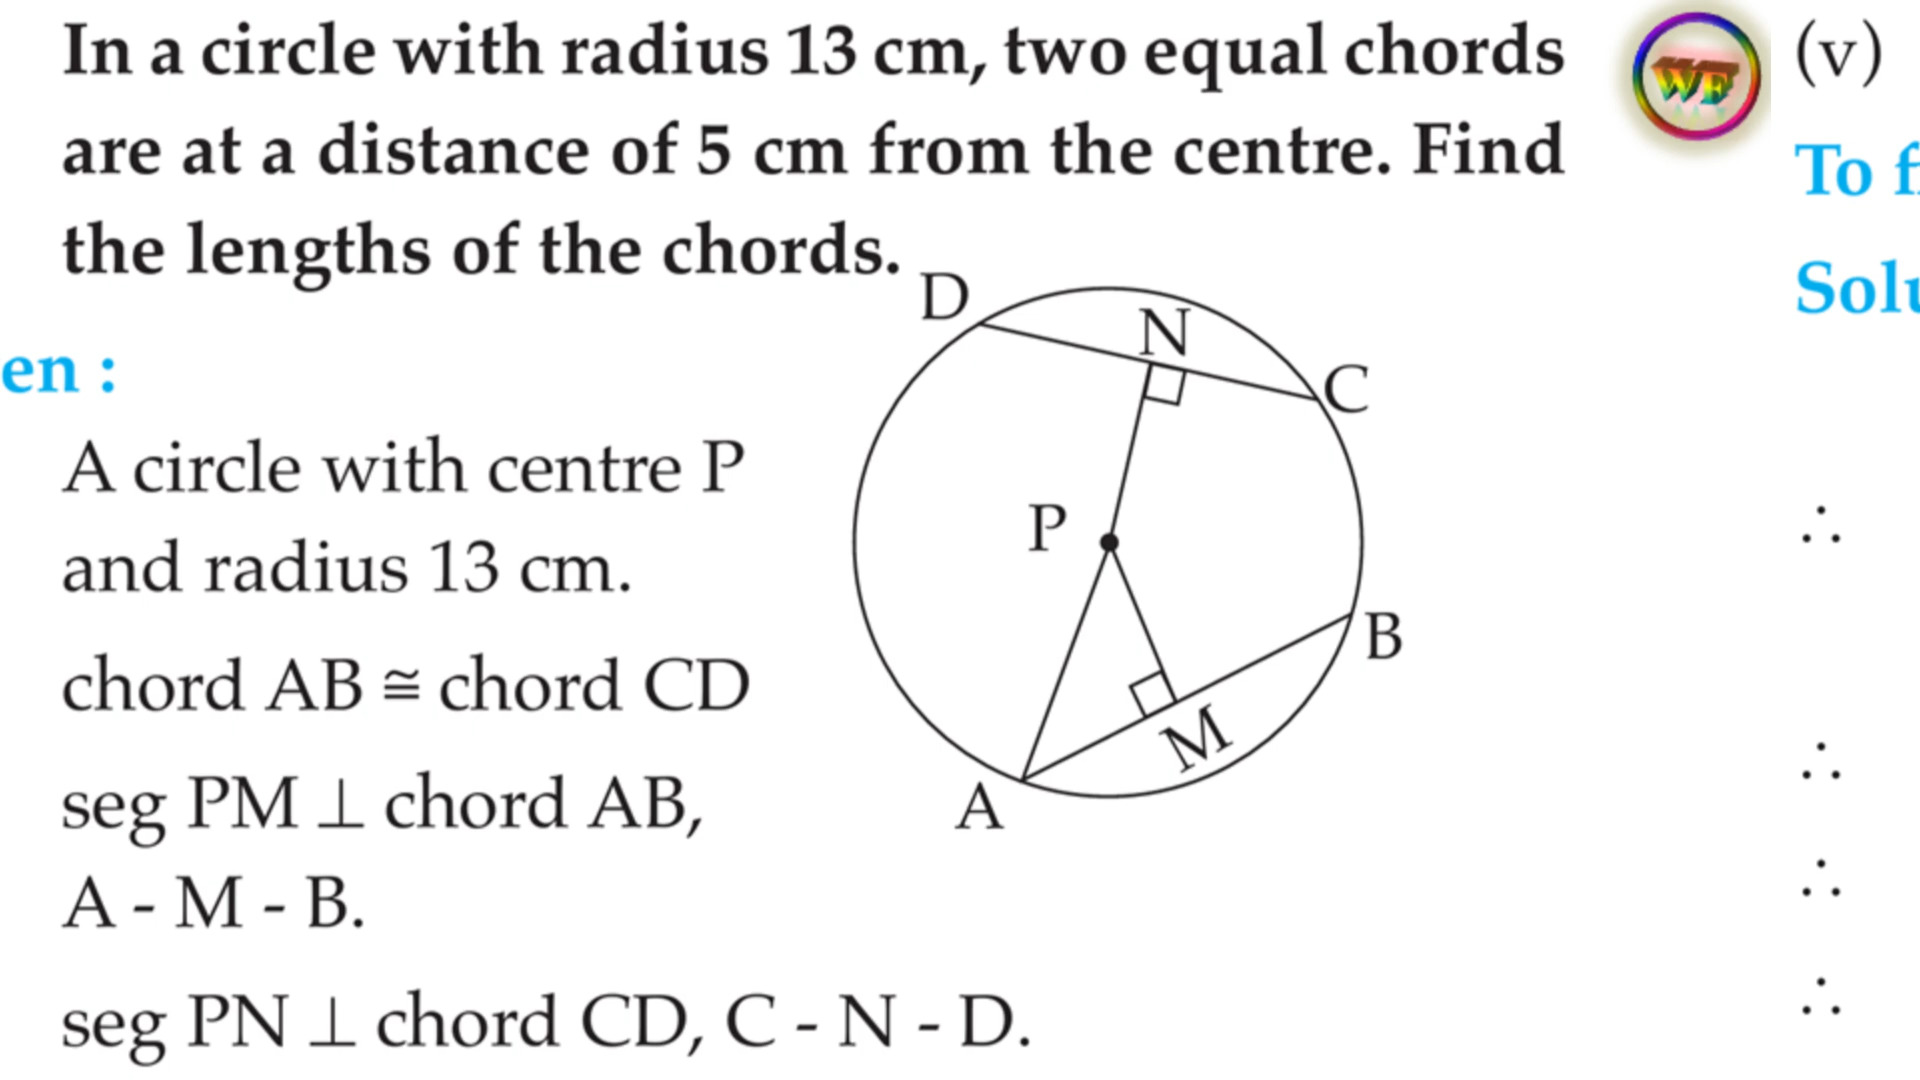 In a circle with radius 13 cm, two equal chords
are at a distance of 5 cm from the centre. Find
the lengths of the chords.
en :
A circle with centre P
and radius 13 cm.
chord AB ≅ chord CD
seg PM ⊥ chord AB,
A - M - B.
seg PN ⊥ chord CD, C - N - D.
D
N
C
P
B
M
A
WF
(v)
To
∴
∴
∴
∴